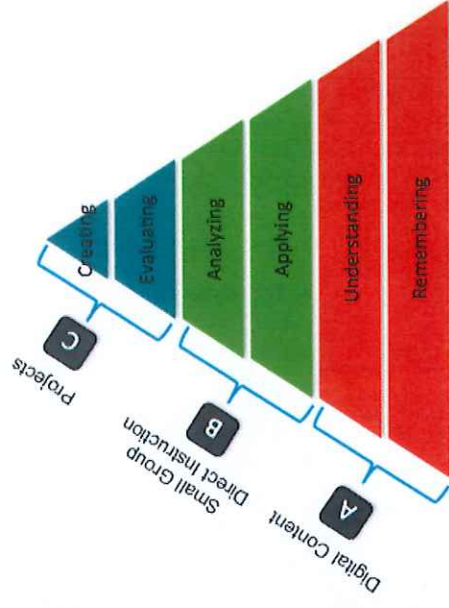 Creating
Evaluating
Analyzing
Applying
Understanding
Remembering
C
Projects
B
Small Group
Direct Instruction
A
Digital Content